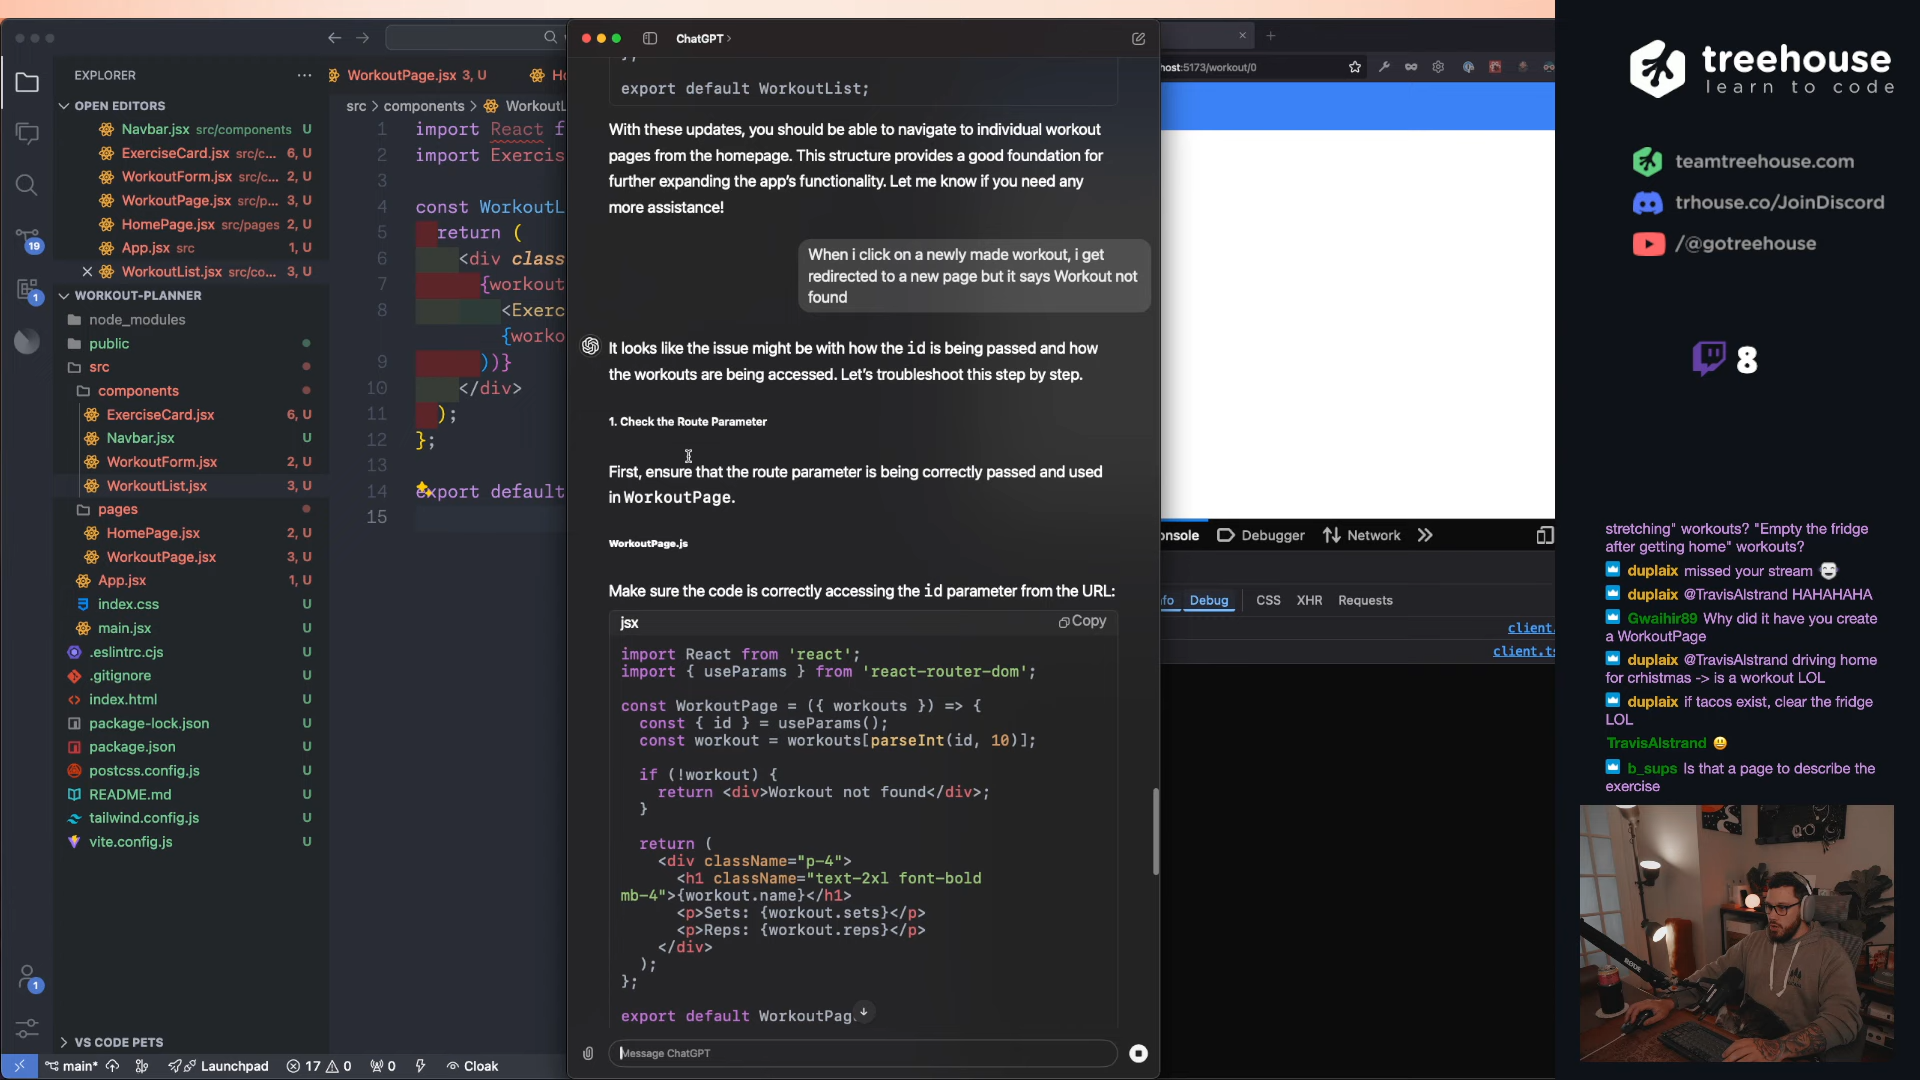 EXPLORER
OPEN EDITORS
Navbar.jsx src/components U
ExerciseCard.jsx src/c... 6, U
WorkoutForm.jsx src/c... 2, U
WorkoutPage.jsx src/p... 3, U
HomePage.jsx src/pages 2, U
App.jsx src 1, U
WorkoutList.jsx src/co... 3, U
WORKOUT-PLANNER
node_modules
public
src
components
ExerciseCard.jsx 6, U
Navbar.jsx U
WorkoutForm.jsx 2, U
WorkoutList.jsx 3, U
pages
HomePage.jsx 2, U
WorkoutPage.jsx 3, U
App.jsx 1, U
index.css U
main.jsx U
.eslintrc.cjs U
.gitignore U
index.html U
package-lock.json U
package.json U
postcss.config.js U
README.md U
tailwind.config.js U
vite.config.js U
VS CODE PETS
19
1
1
main* Launchpad 17 0 0 Cloak
WorkoutPage.jsx 3, U
src > components > WorkoutL
1 import React f
2 import Exercis
3
4 const WorkoutL
5 return (
6 <div class
7 {workout
8 <Exerc
{worko
9 ))}
10 </div>
11 );
12 };
13
14 export default
15
ChatGPT >
export default WorkoutList;
With these updates, you should be able to navigate to individual workout
pages from the homepage. This structure provides a good foundation for
further expanding the app's functionality. Let me know if you need any
more assistance!
When i click on a newly made workout, i get
redirected to a new page but it says Workout not
found
It looks like the issue might be with how the id is being passed and how
the workouts are being accessed. Let's troubleshoot this step by step.
1. Check the Route Parameter
First, ensure that the route parameter is being correctly passed and used
in WorkoutPage.
WorkoutPage.js
Make sure the code is correctly accessing the id parameter from the URL:
jsx Copy
import React from 'react';
import { useParams } from 'react-router-dom';
const WorkoutPage = ({ workouts }) => {
const { id } = useParams();
const workout = workouts[parseInt(id, 10)];
if (!workout) {
return <div>Workout not found</div>;
}
return (
<div className="p-4">
<h1 className="text-2xl font-bold
mb-4">{workout.name}</h1>
<p>Sets: {workout.sets}</p>
<p>Reps: {workout.reps}</p>
</div>
);
};
export default WorkoutPag
Message ChatGPT
host:5173/workout/0
onsole Debugger Network
fo Debug CSS XHR Requests
client.
client.ts
treehouse
learn to code
teamtreehouse.com
trhouse.co/JoinDiscord
/@gotreehouse
8
stretching" workouts? "Empty the fridge
after getting home" workouts?
duplaix missed your stream
duplaix @TravisAlstrand HAHAHAHA
Gwaihir89 Why did it have you create
a WorkoutPage
duplaix @TravisAlstrand driving home
for crhistmas -> is a workout LOL
duplaix if tacos exist, clear the fridge
LOL
TravisAlstrand
b_sups Is that a page to describe the
exercise
RODE